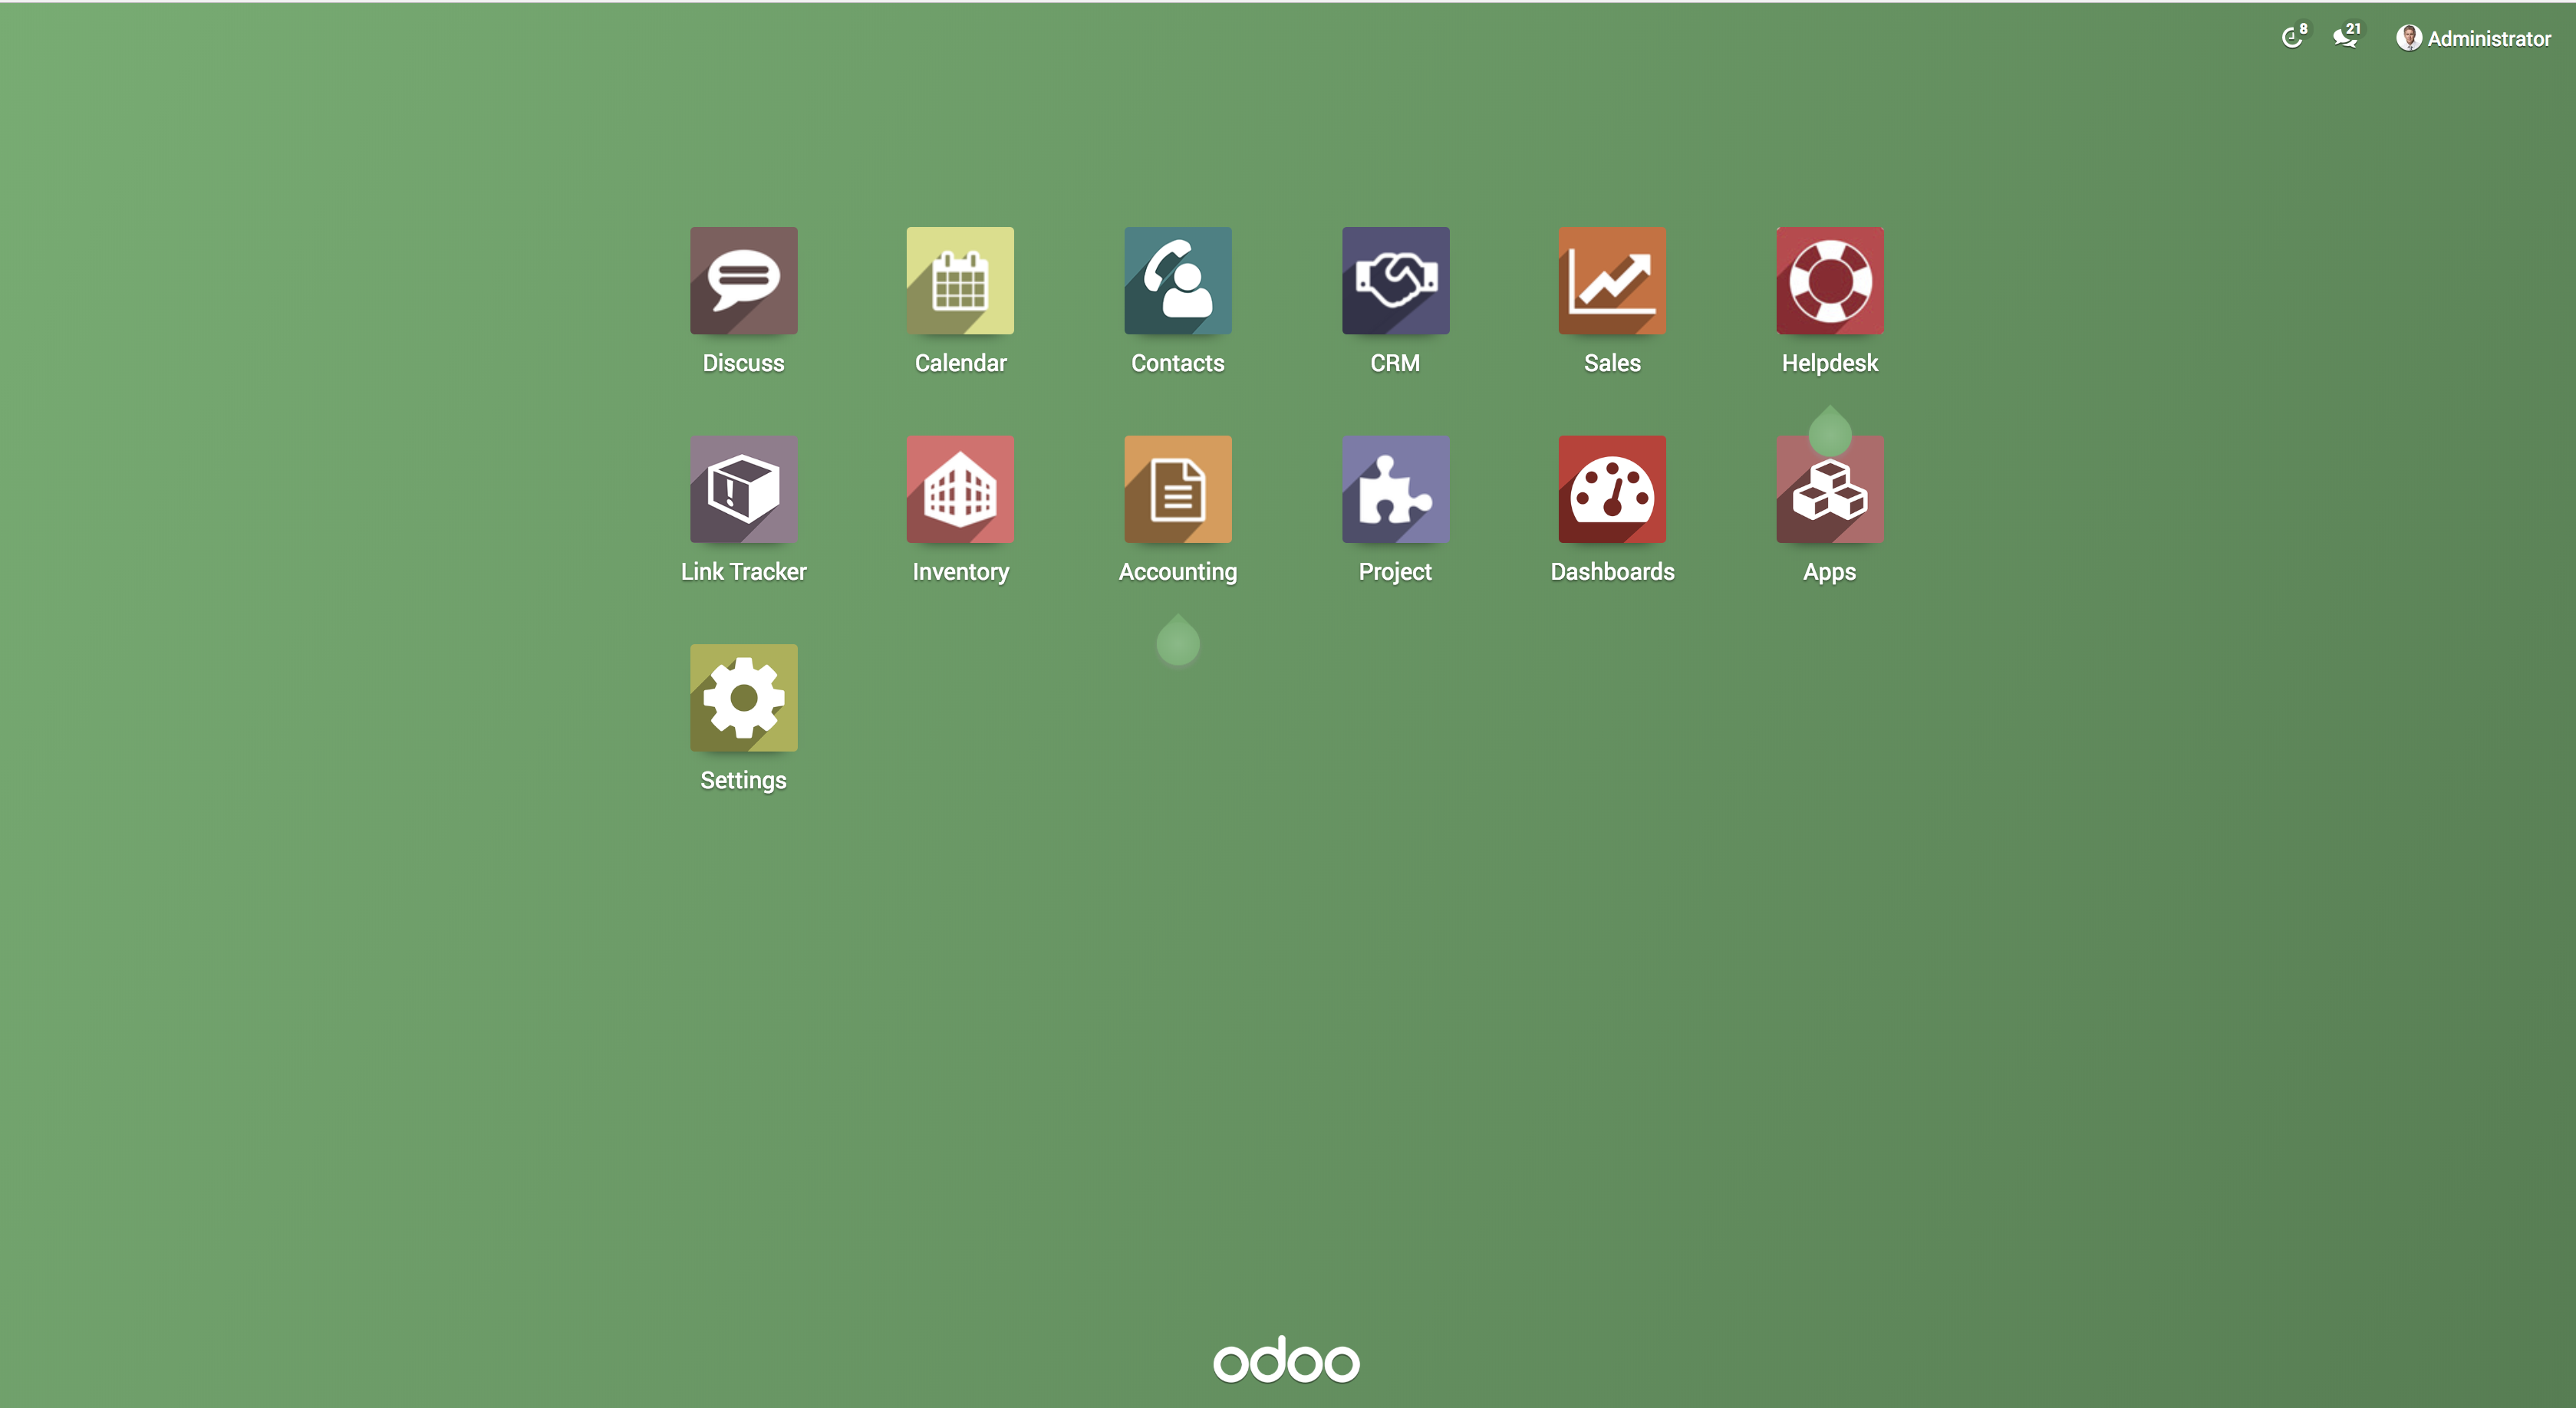 8 21 Administrator
Discuss Calendar Contacts CRM Sales Helpdesk
Link Tracker Inventory Accounting Project Dashboards Apps
Settings
odoo